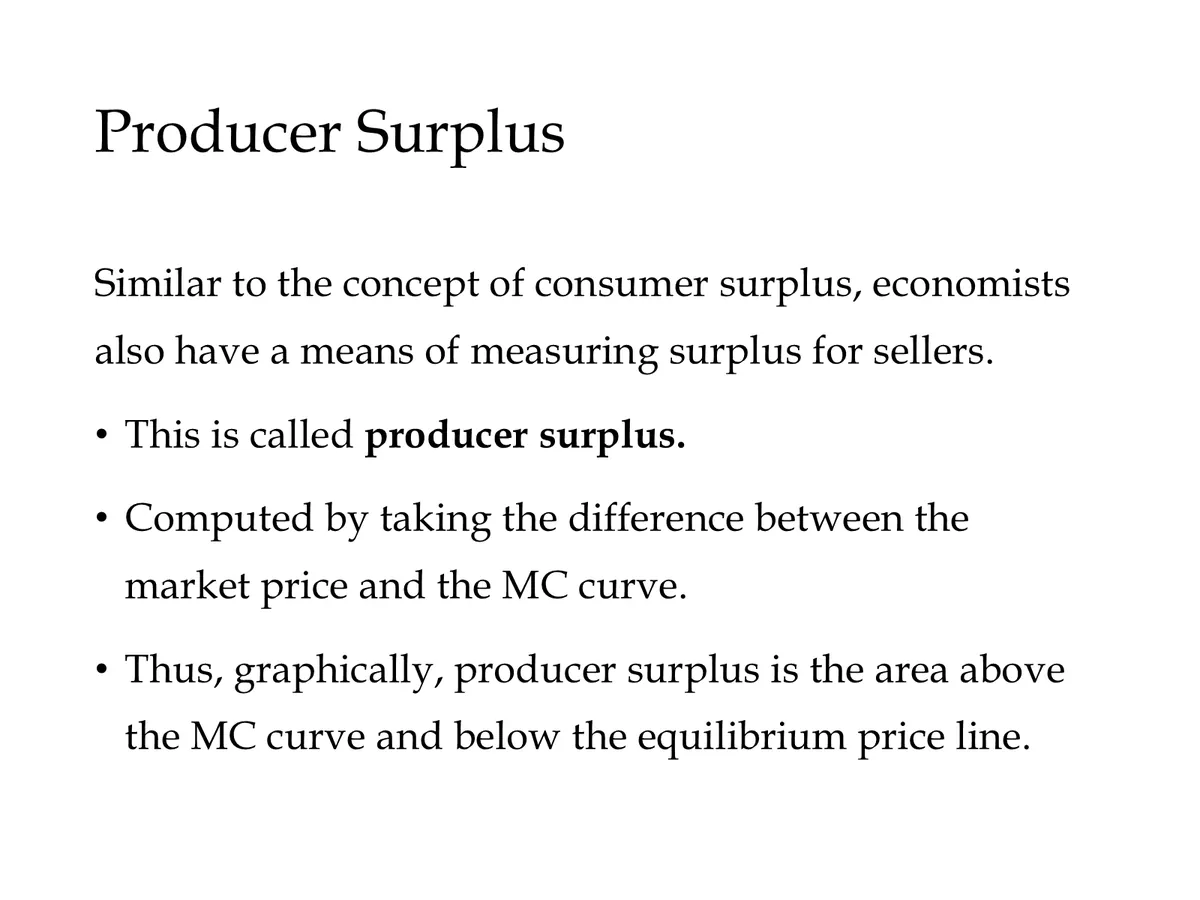 Producer Surplus
Similar to the concept of consumer surplus, economists
also have a means of measuring surplus for sellers.
• This is called producer surplus.
• Computed by taking the difference between the
market price and the MC curve.
• Thus, graphically, producer surplus is the area above
the MC curve and below the equilibrium price line.